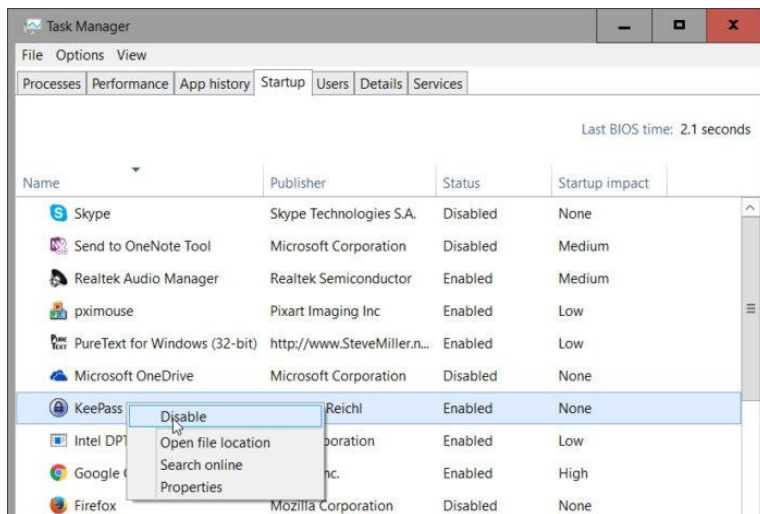 Task Manager
File Options View
Processes Performance App history Startup Users Details Services
Last BIOS time: 2.1 seconds
Name Publisher Status Startup impact
Skype Skype Technologies S.A. Disabled None
Send to OneNote Tool Microsoft Corporation Disabled Medium
Realtek Audio Manager Realtek Semiconductor Enabled Medium
pximouse Pixart Imaging Inc Enabled Low
PureText for Windows (32-bit) http://www.SteveMiller.n... Enabled Low
Microsoft OneDrive Microsoft Corporation Disabled None
KeePass Reichl Enabled None
Disable
Intel DPT poration Enabled Low
Open file location
Search online
Google nc. Enabled High
Properties
Firefox Mozilla Corporation Disabled None